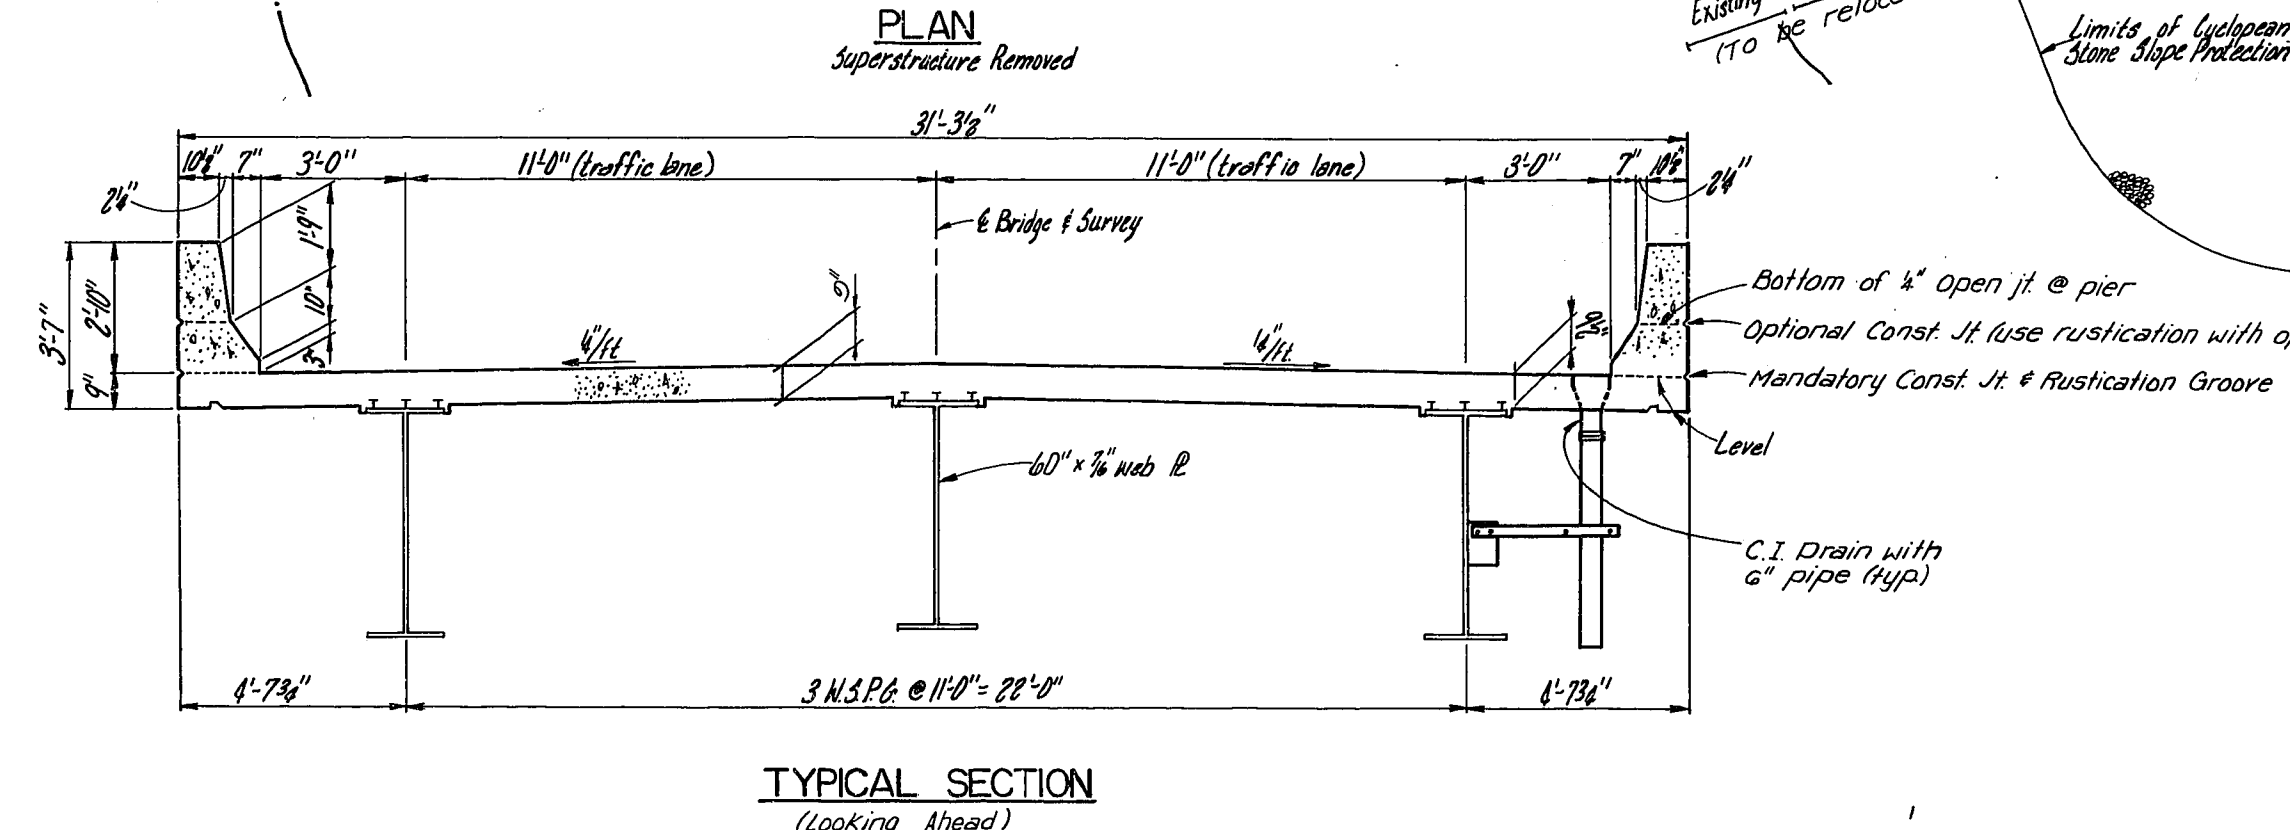 PLAN
Superstructure Removed
Existing
(To be reloc
Limits of Cyclopean
Stone Slope Protection
31'-3½"
10½" 7" 3'-0" 11'-0" (traffic lane) 11'-0" (traffic lane) 3'-0" 7" 10½"
2¼" 2¼"
1'-9"
10"
3"
℄ Bridge & Survey
3'-7"
2'-10"
9"
9"
¼"/ft ¼"/ft.
Bottom of ¼" open jt. @ pier
Optional Const. Jt. (use rustication with op
Mandatory Const. Jt. & Rustication Groove
Level
60" x 7/16" web ℄
C.I. Drain with
6" pipe (typ.)
4'-7¾" 3 W.S.P.G. @ 11'-0" = 22'-0" 4'-7¾"
TYPICAL SECTION
(Looking Ahead)